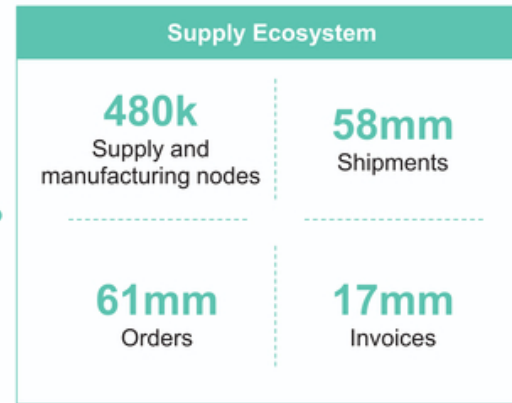 Supply Ecosystem
480k
Supply and
manufacturing nodes
58mm
Shipments
61mm
Orders
17mm
Invoices